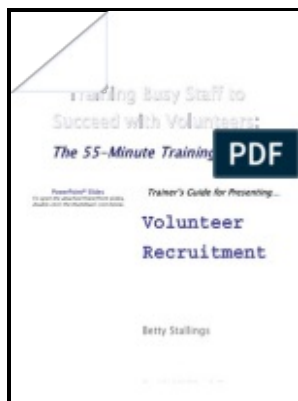 Training Busy Staff to
Succeed with Volunteers:
The 55-Minute Training
PDF
PowerPoint® Slides
Trainer's Guide for Presenting...
Volunteer
Recruitment
Betty Stallings